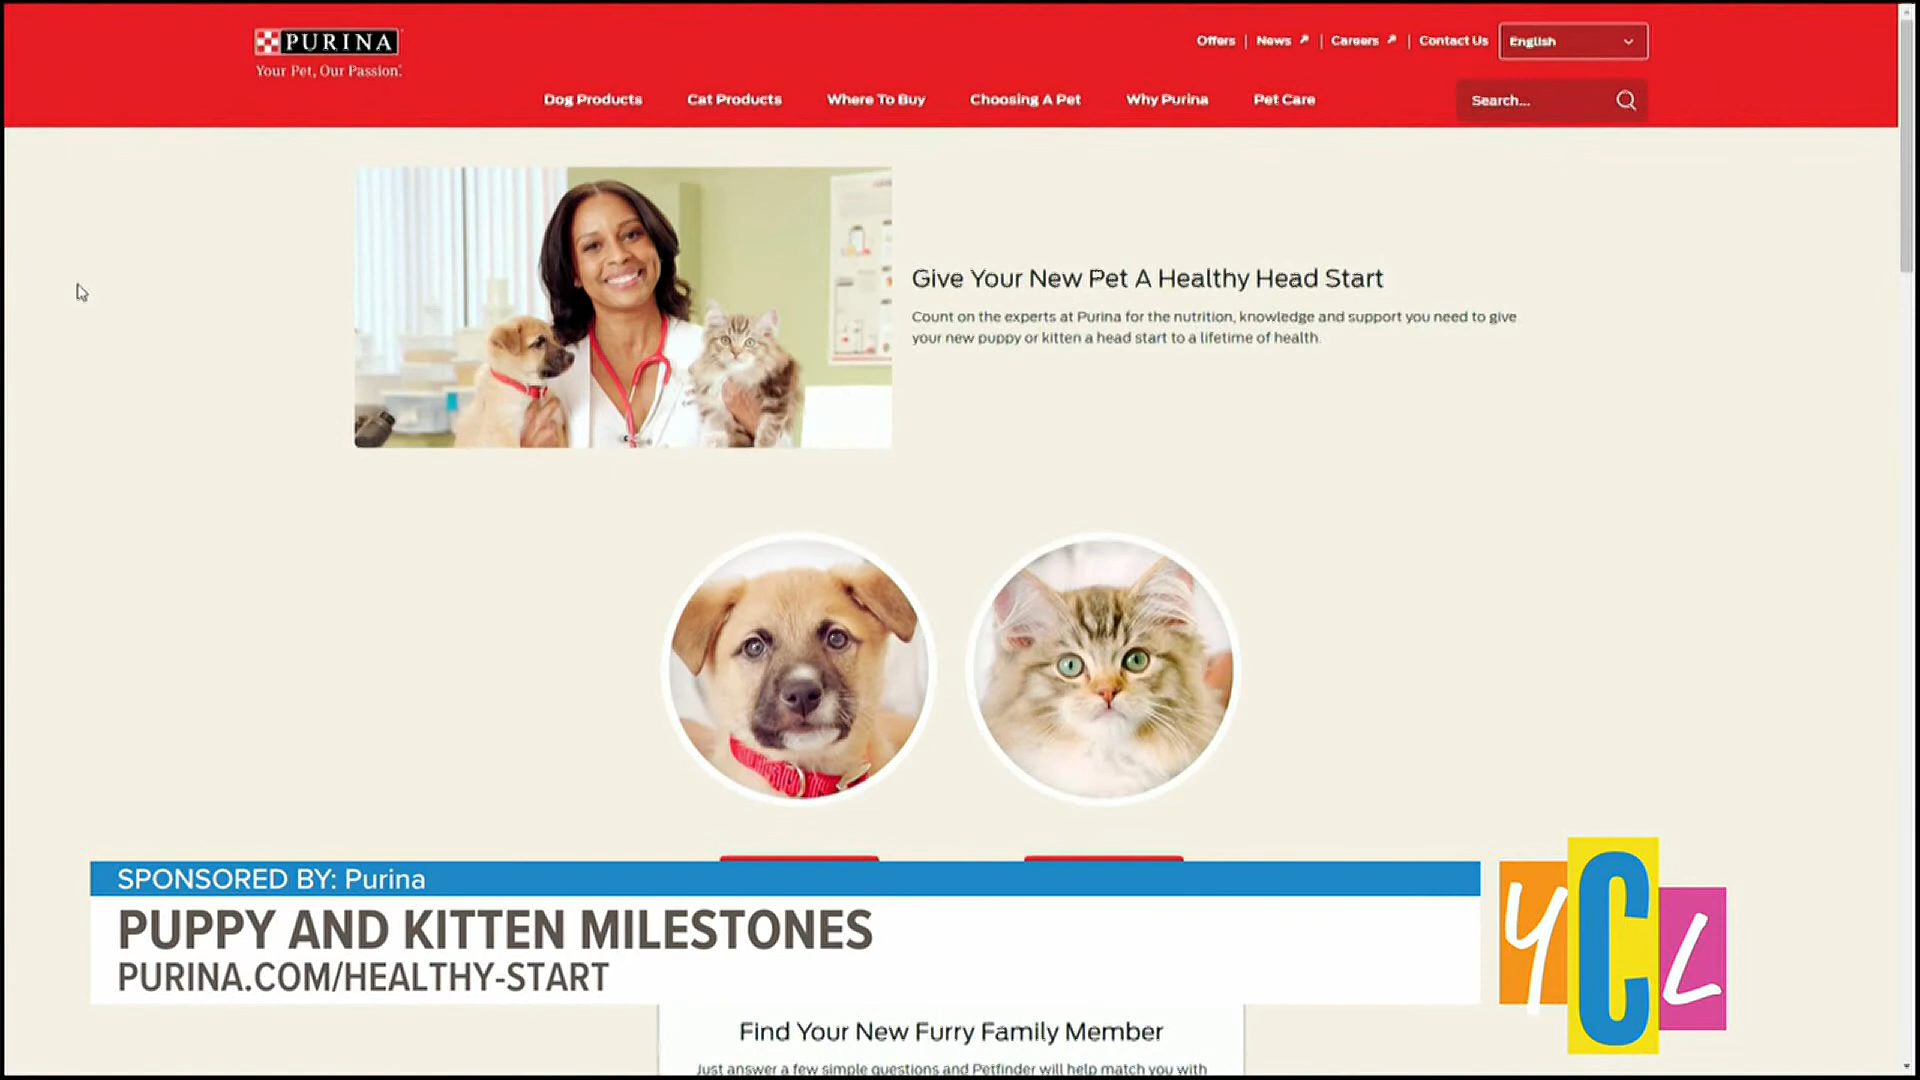 PURINA
Your Pet, Our Passion.
Offers | News | Careers | Contact Us
English
Dog Products Cat Products Where To Buy Choosing A Pet Why Purina Pet Care
Search...
Give Your New Pet A Healthy Head Start
Count on the experts at Purina for the nutrition, knowledge and support you need to give
your new puppy or kitten a head start to a lifetime of health.
SPONSORED BY: Purina
PUPPY AND KITTEN MILESTONES
PURINA.COM/HEALTHY-START
YCL
Find Your New Furry Family Member
Just answer a few simple questions and Petfinder will help match you with